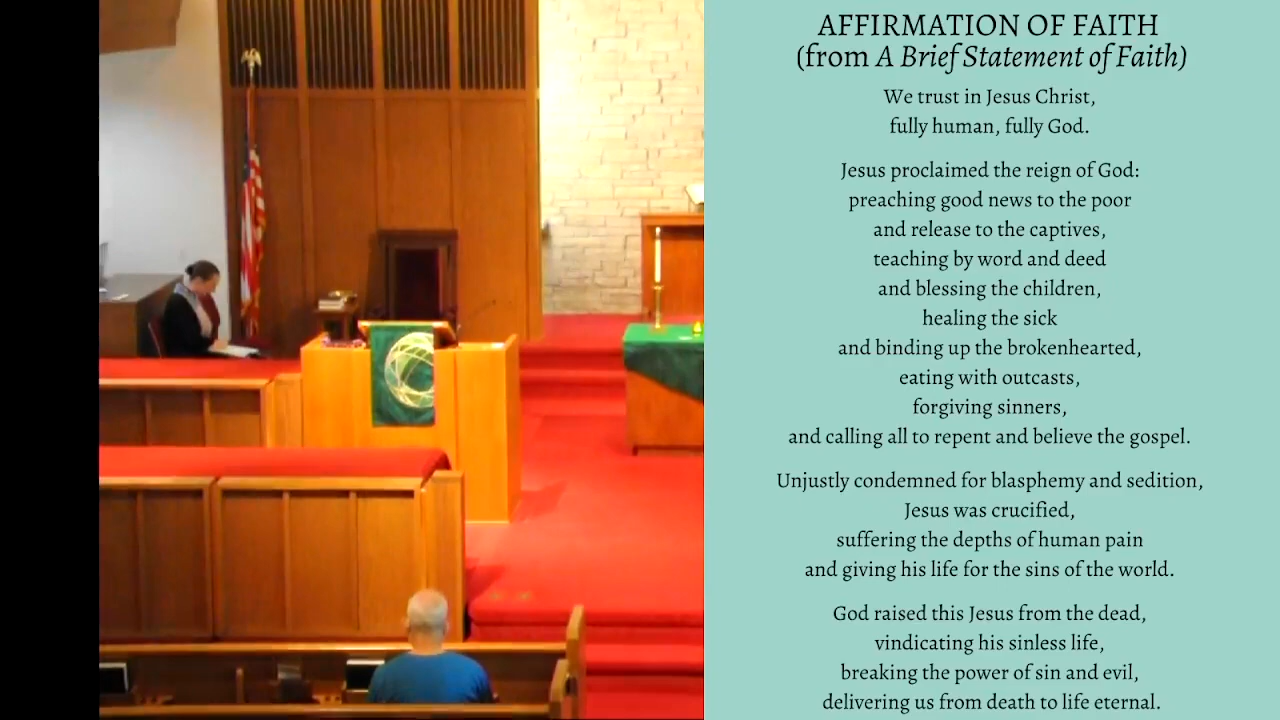 AFFIRMATION OF FAITH
(from A Brief Statement of Faith)
We trust in Jesus Christ,
fully human, fully God.
Jesus proclaimed the reign of God:
preaching good news to the poor
and release to the captives,
teaching by word and deed
and blessing the children,
healing the sick
and binding up the brokenhearted,
eating with outcasts,
forgiving sinners,
and calling all to repent and believe the gospel.
Unjustly condemned for blasphemy and sedition,
Jesus was crucified,
suffering the depths of human pain
and giving his life for the sins of the world.
God raised this Jesus from the dead,
vindicating his sinless life,
breaking the power of sin and evil,
delivering us from death to life eternal.